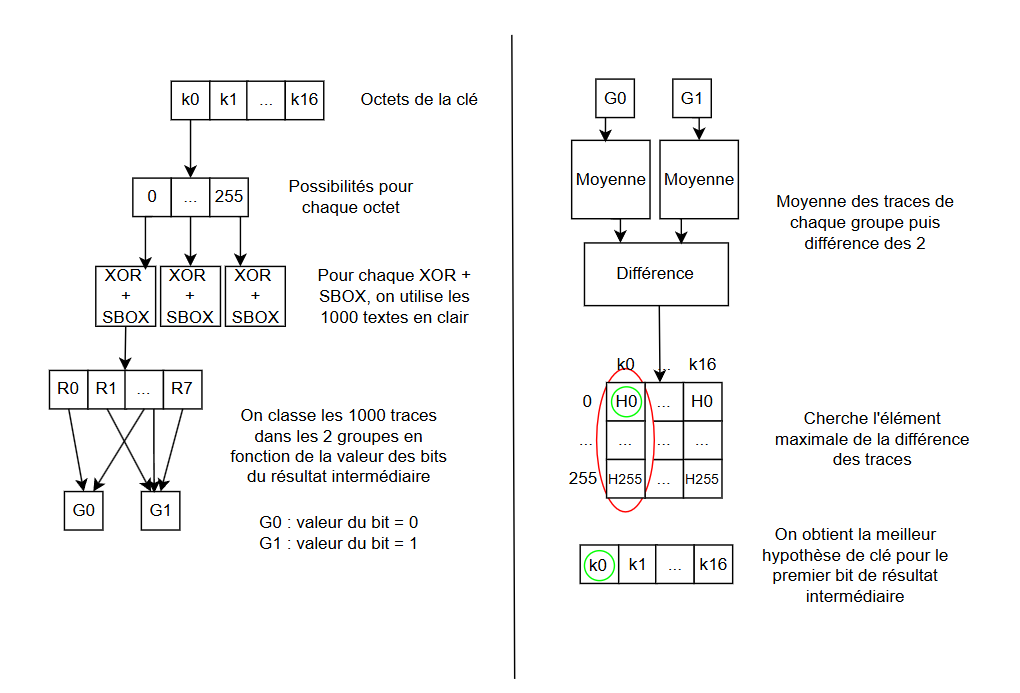 k0 k1 ... k16
Octets de la clé
0 ... 255
Possibilités pour
chaque octet
XOR XOR XOR
+ + +
SBOX SBOX SBOX
Pour chaque XOR +
SBOX, on utilise les
1000 textes en clair
R0 R1 ... R7
On classe les 1000 traces
dans les 2 groupes en
fonction de la valeur des bits
du résultat intermédiaire
G0 G1
G0 : valeur du bit = 0
G1 : valeur du bit = 1
G0 G1
Moyenne Moyenne
Moyenne des traces de
chaque groupe puis
différence des 2
Différence
k0 ... k16
0 H0 ... H0
... ... ... ...
255 H255 ... H255
Cherche l'élément
maximale de la différence
des traces
k0 k1 ... k16
On obtient la meilleur
hypothèse de clé pour le
premier bit de résultat
intermédiaire